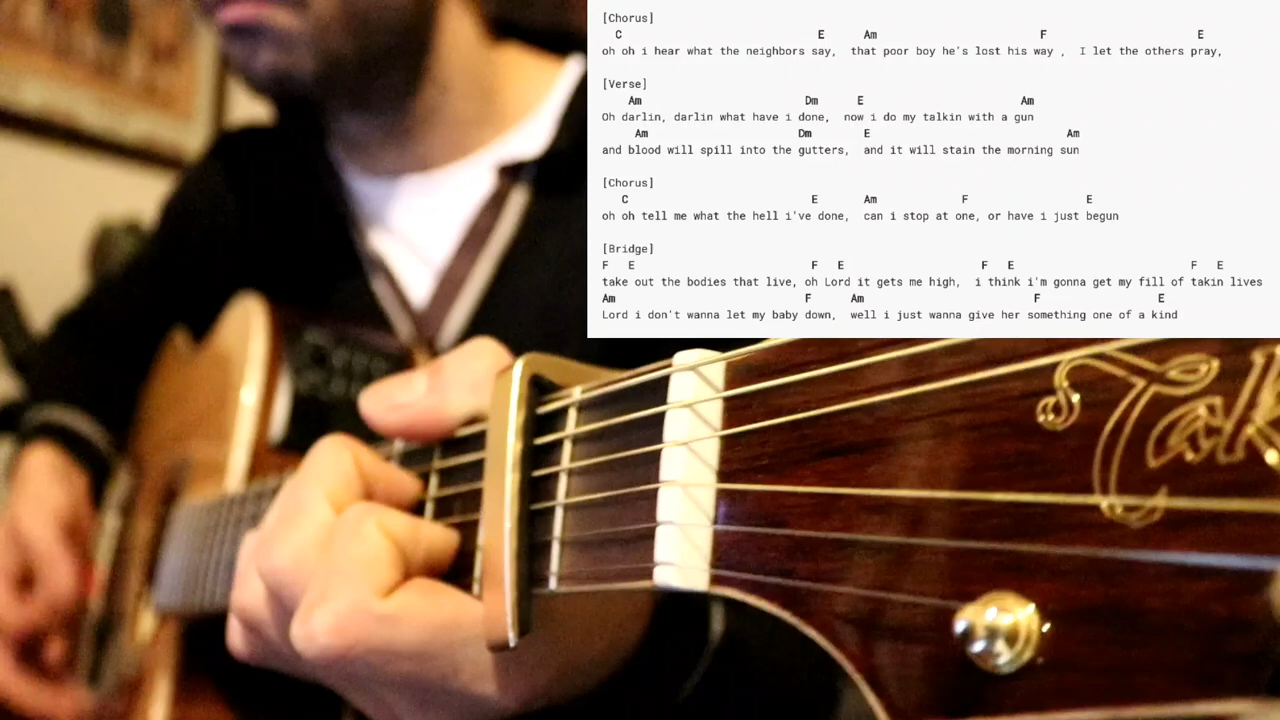 [Chorus]
C E Am F E
oh oh i hear what the neighbors say, that poor boy he's lost his way , I let the others pray,
[Verse]
Am Dm E Am
Oh darlin, darlin what have i done, now i do my talkin with a gun
Am Dm E Am
and blood will spill into the gutters, and it will stain the morning sun
[Chorus]
C E Am F E
oh oh tell me what the hell i've done, can i stop at one, or have i just begun
[Bridge]
F E F E F E F E
take out the bodies that live, oh Lord it gets me high, i think i'm gonna get my fill of takin lives
Am F Am F E
Lord i don't wanna let my baby down, well i just wanna give her something one of a kind
Tak